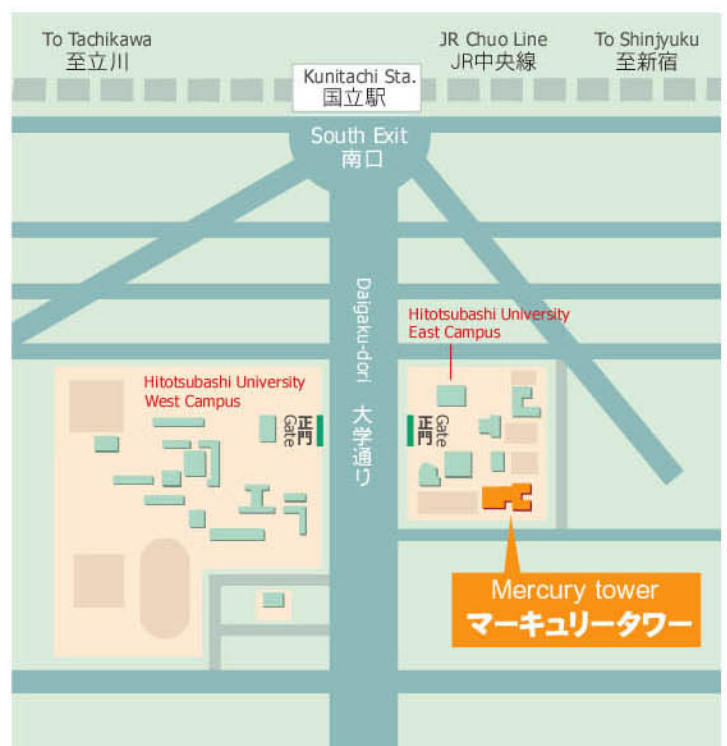 To Tachikawa
至立川
JR Chuo Line
JR中央線
To Shinjyuku
至新宿
Kunitachi Sta.
国立駅
South Exit
南口
Daigaku-dori 大学通り
Hitotsubashi University
East Campus
Hitotsubashi University
West Campus
正門
Gate
正門
Gate
Mercury tower
マーキュリータワー